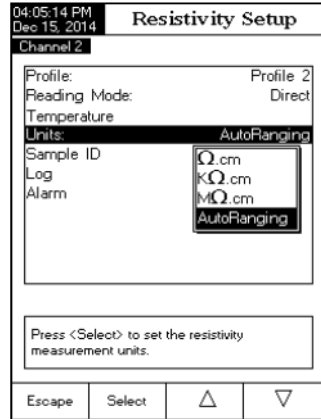 04:05:14 PM
Dec 15, 2014
Resistivity Setup
Channel 2
Profile: Profile 2
Reading Mode: Direct
Temperature
Units: AutoRanging
Sample ID
Log
Alarm
Ω.cm
KΩ.cm
MΩ.cm
AutoRanging
Press <Select> to set the resistivity
measurement units.
Escape Select △ ▽